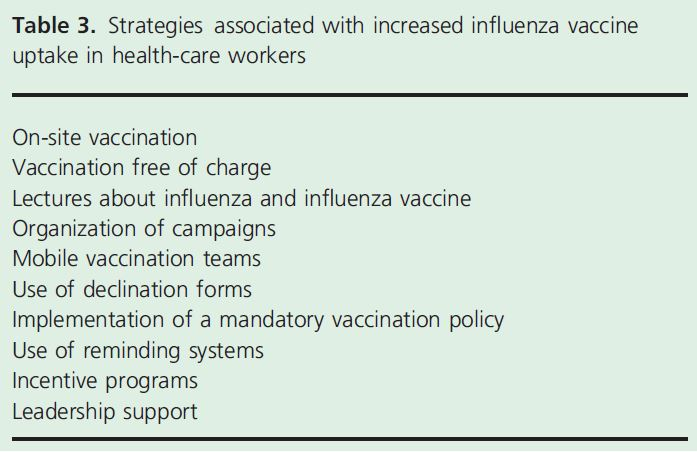 Table 3. Strategies associated with increased influenza vaccine
uptake in health-care workers
On-site vaccination
Vaccination free of charge
Lectures about influenza and influenza vaccine
Organization of campaigns
Mobile vaccination teams
Use of declination forms
Implementation of a mandatory vaccination policy
Use of reminding systems
Incentive programs
Leadership support